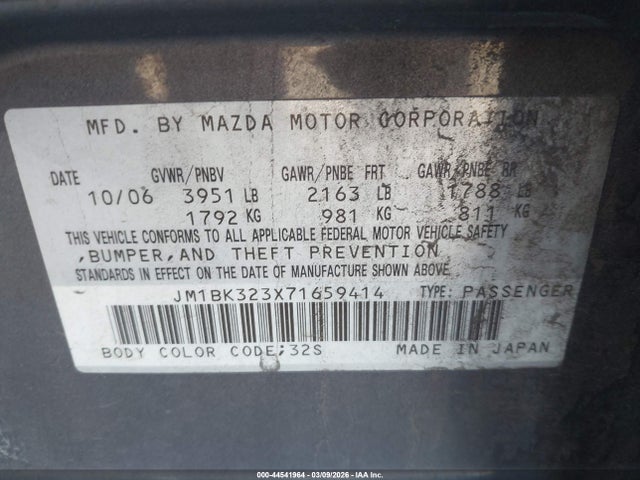 MFD. BY MAZDA MOTOR CORPORATION
DATE GVWR/PNBV GAWR/PNBE FRT GAWR/PNBE RR
10/06 3951 LB 2163 LB 1788 LB
1792 KG 981 KG 811 KG
THIS VEHICLE CONFORMS TO ALL APPLICABLE FEDERAL MOTOR VEHICLE SAFETY
,BUMPER,AND THEFT PREVENTION
STANDARDS IN EFFECT ON THE DATE OF MANUFACTURE SHOWN ABOVE.
JM1BK323X71659414 TYPE: PASSENGER
BODY COLOR CODE;32S MADE IN JAPAN
000-44541964 | 03/09/2026 | IAA Inc.